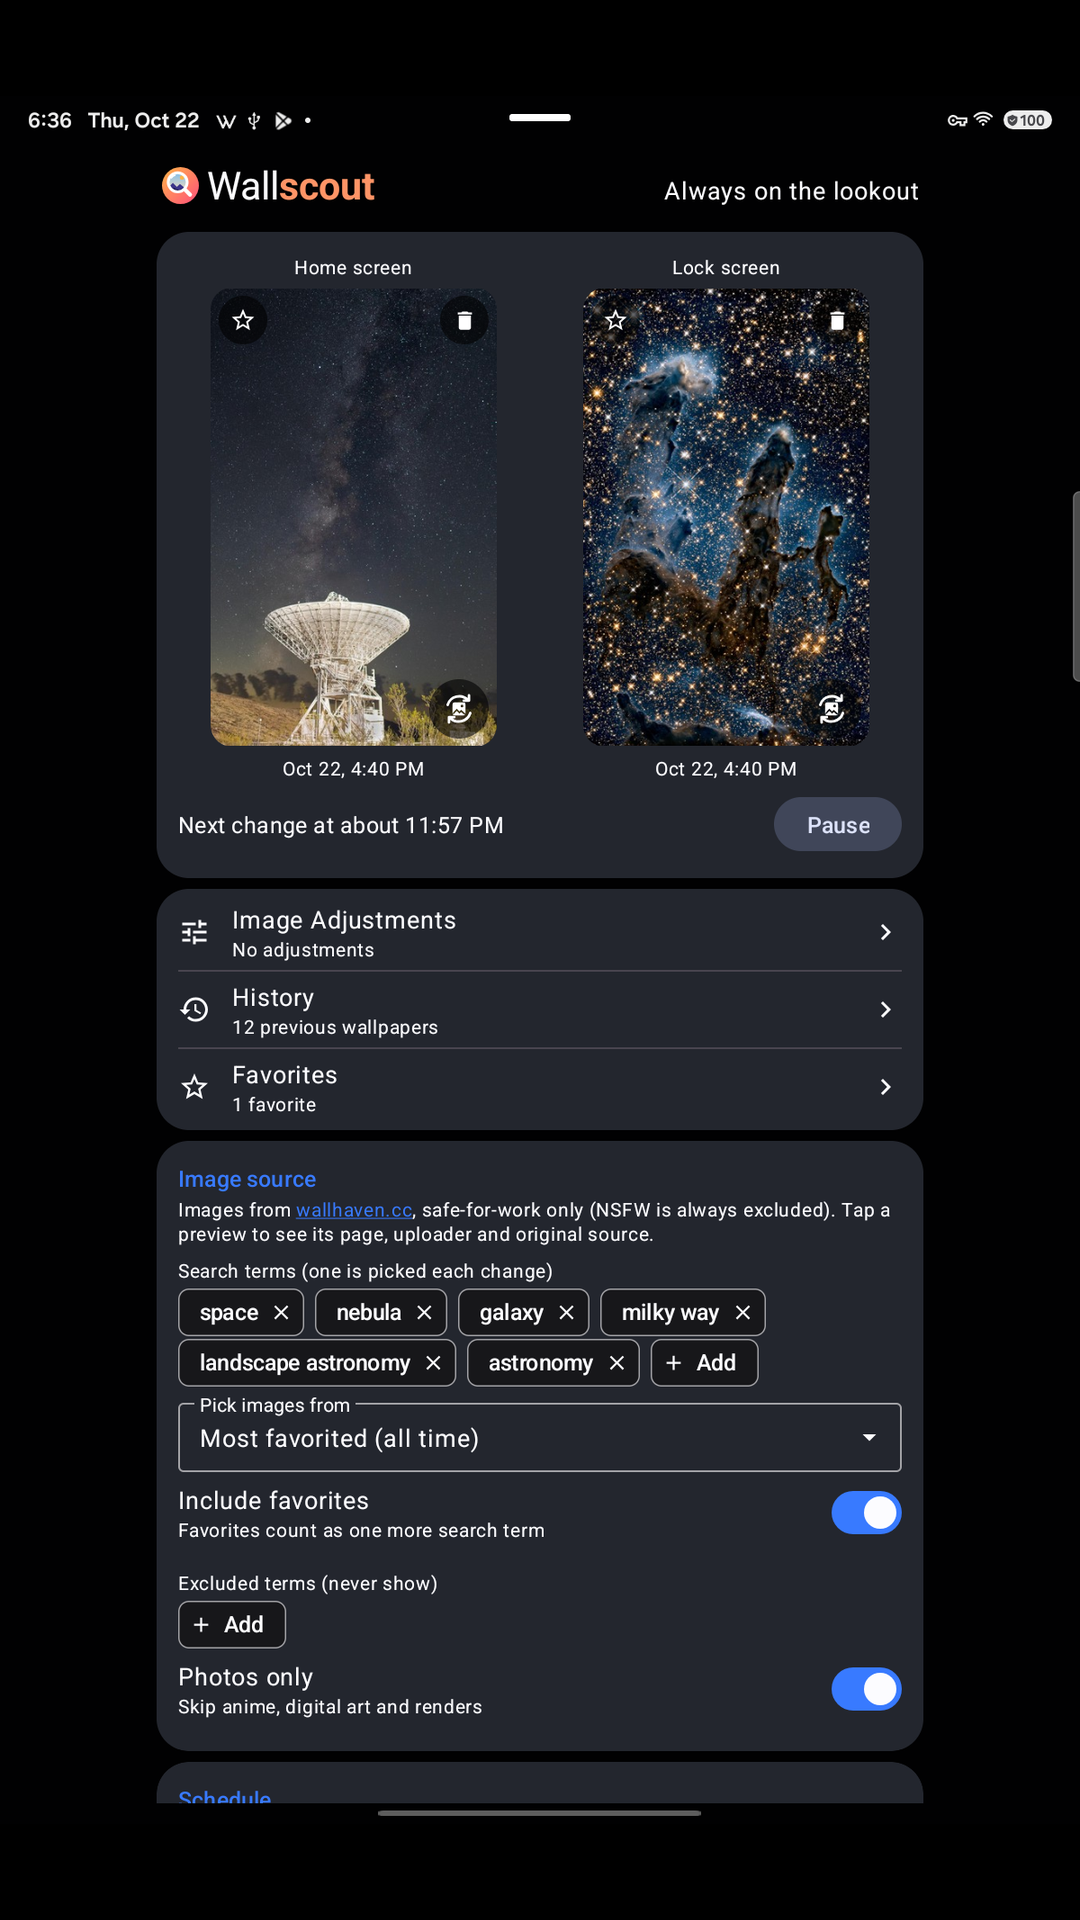 6:36 Thu, Oct 22
100
Wallscout
Always on the lookout
Home screen
Lock screen
Oct 22, 4:40 PM
Oct 22, 4:40 PM
Next change at about 11:57 PM
Pause
Image Adjustments
No adjustments
History
12 previous wallpapers
Favorites
1 favorite
Image source
Images from wallhaven.cc, safe-for-work only (NSFW is always excluded). Tap a
preview to see its page, uploader and original source.
Search terms (one is picked each change)
space nebula galaxy milky way
landscape astronomy astronomy + Add
Pick images from
Most favorited (all time)
Include favorites
Favorites count as one more search term
Excluded terms (never show)
+ Add
Photos only
Skip anime, digital art and renders
Schedule